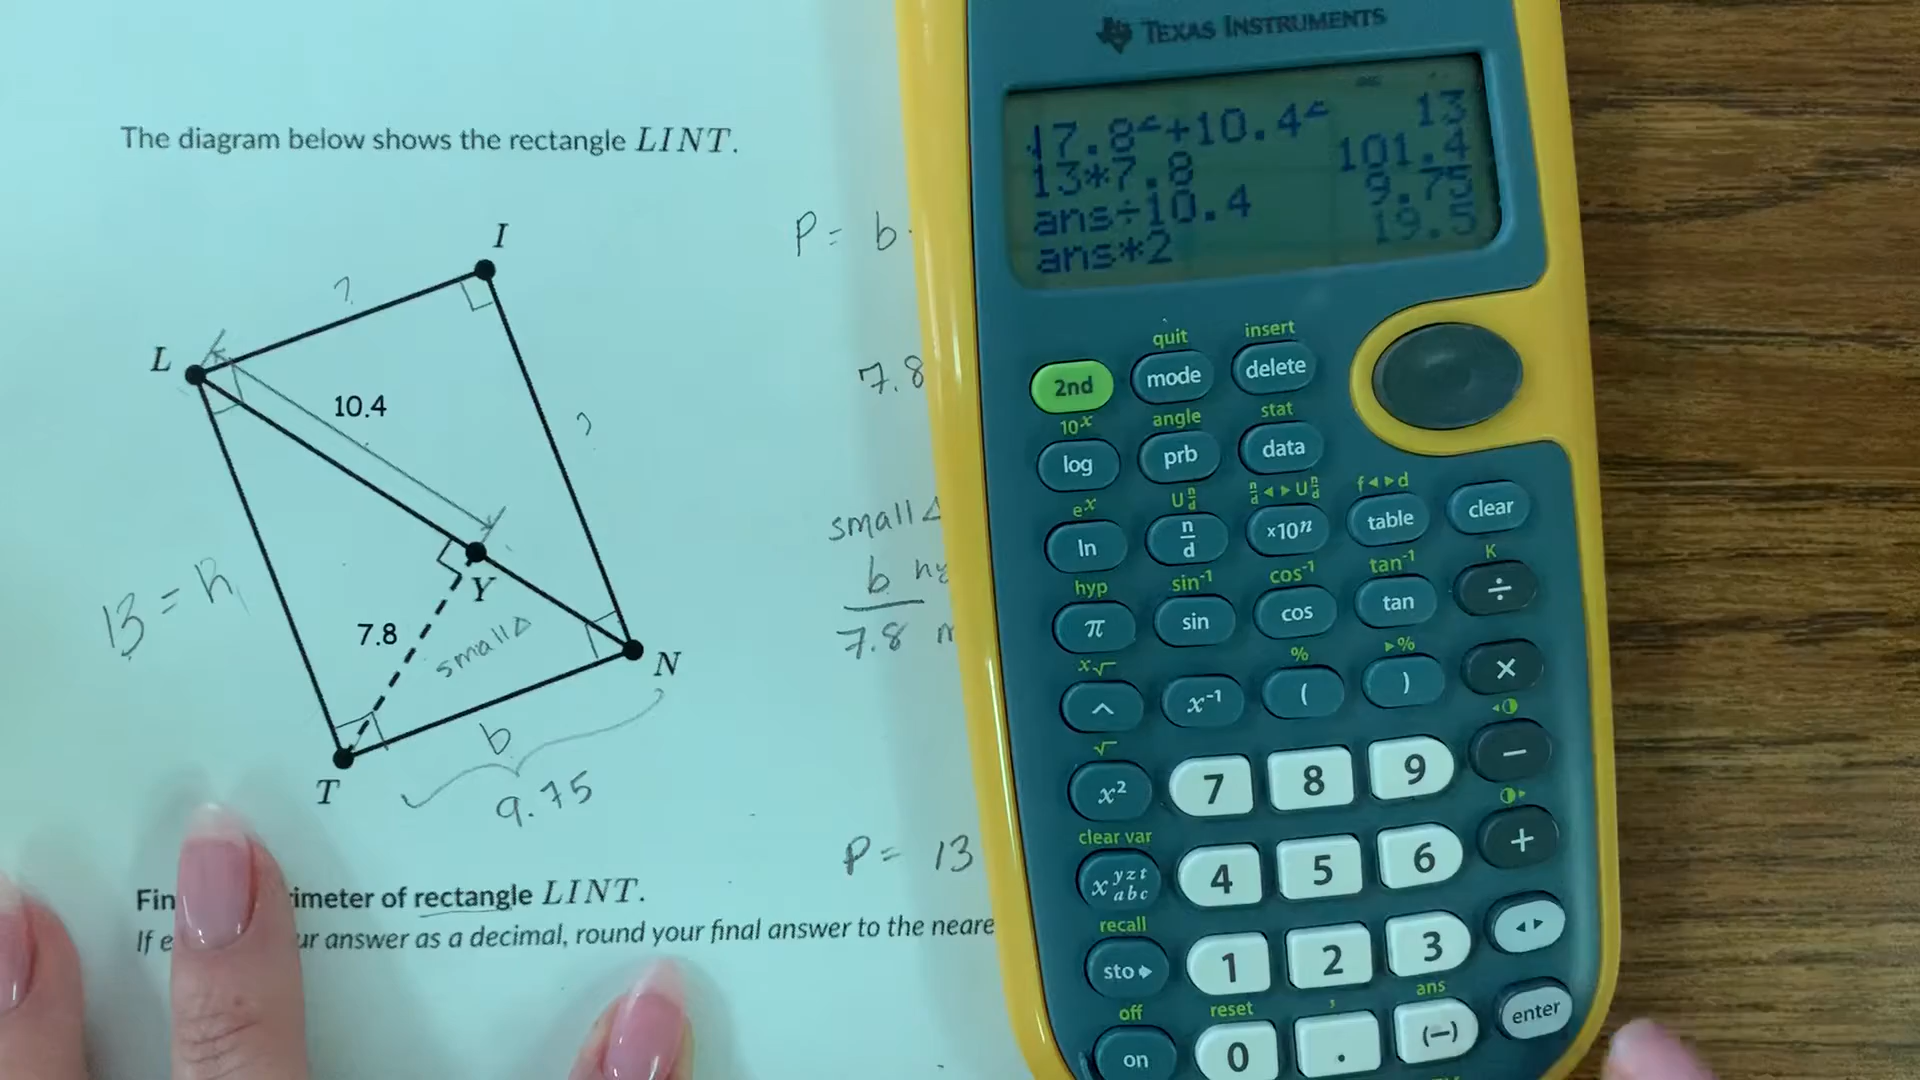 The diagram below shows the rectangle LINT.
P = b
I
?
L
10.4
?
7.8
small △
Y
13 = h
7.8
small △
b
7.8
N
b
T
9.75
P = 13
imeter of rectangle LINT.
If e
ur answer as a decimal, round your final answer to the neare
TEXAS INSTRUMENTS
√7.8²+10.4² 13
13*7.8 101.4
ans÷10.4 9.75
ans*2 19.5
quit insert
2nd mode delete
10ˣ angle stat
log prb data
eˣ U n/d n/d ◂▸ U n/d f◂▸d
ln n/d ×10ⁿ table clear
hyp sin⁻¹ cos⁻¹ tan⁻¹ K
π sin cos tan ÷
ˣ√ % ▸%
^ x⁻¹ ( ) ×
√
x² 7 8 9 −
clear var
x yzt abc 4 5 6 +
recall
sto▸ 1 2 3 ◂▸
off reset , ans
on 0 . (−) enter